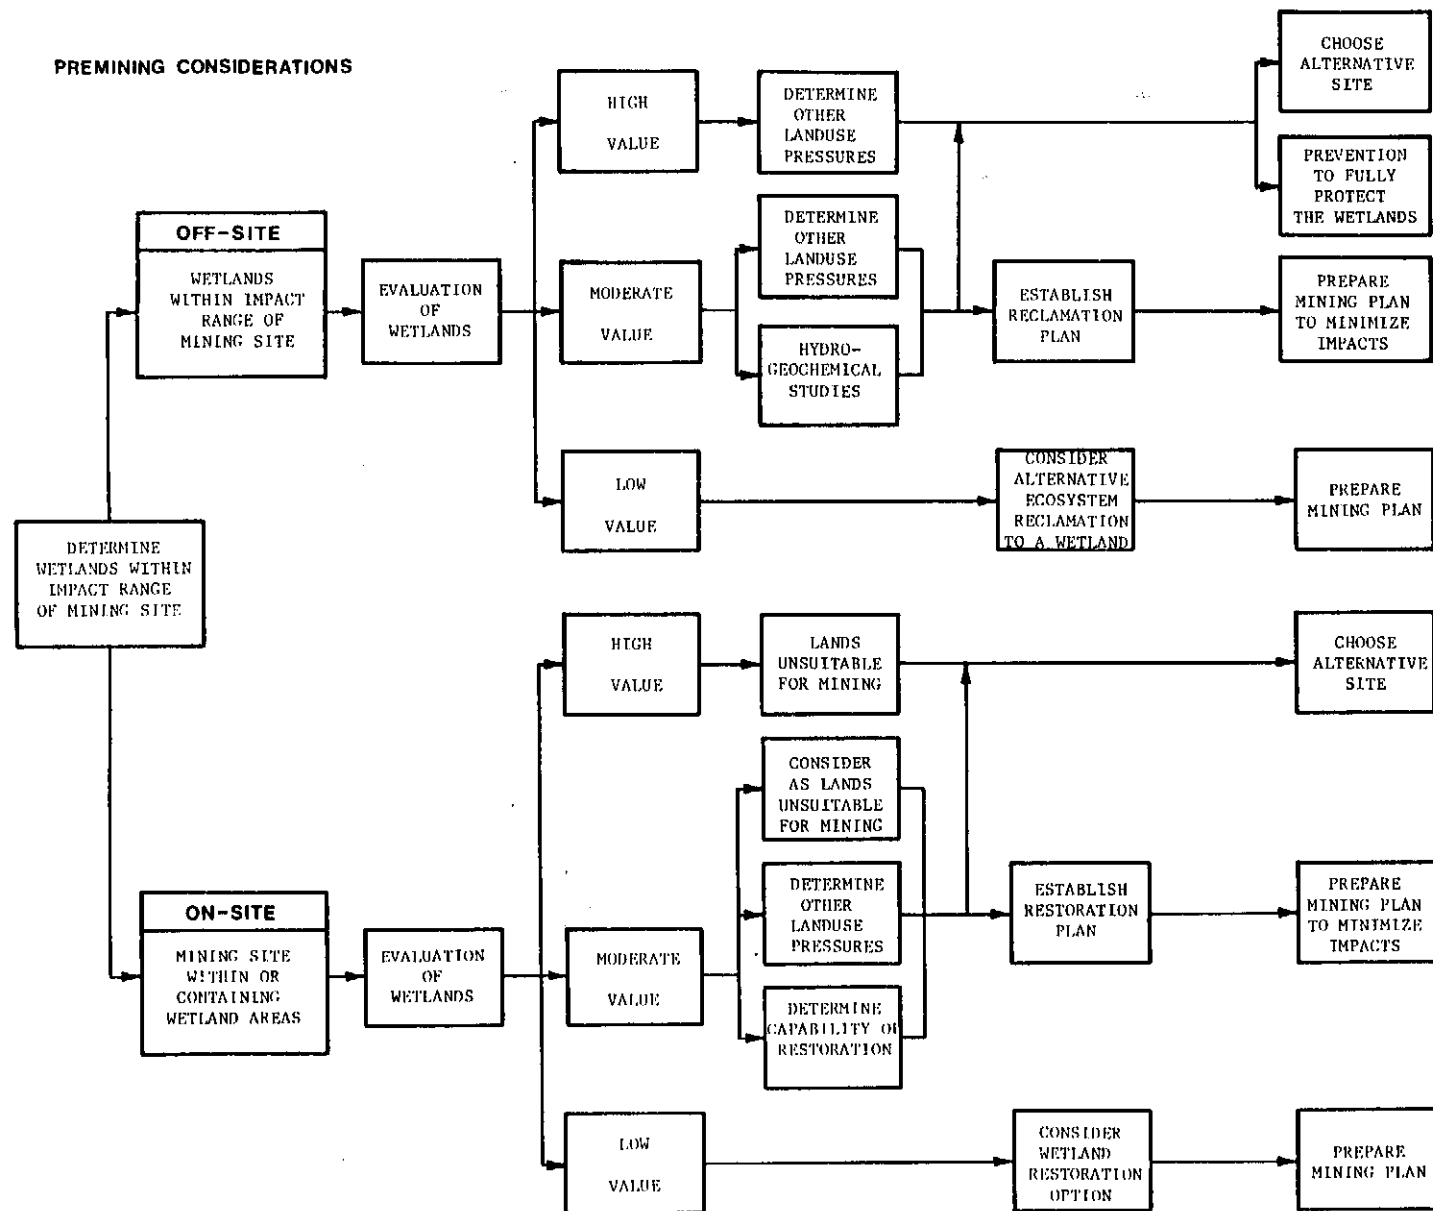 PREMINING CONSIDERATIONS
DETERMINE
WETLANDS WITHIN
IMPACT RANGE
OF MINING SITE
OFF-SITE
WETLANDS
WITHIN IMPACT
RANGE OF
MINING SITE
EVALUATION
OF
WETLANDS
HIGH
VALUE
DETERMINE
OTHER
LANDUSE
PRESSURES
CHOOSE
ALTERNATIVE
SITE
PREVENTION
TO FULLY
PROTECT
THE WETLANDS
MODERATE
VALUE
DETERMINE
OTHER
LANDUSE
PRESSURES
HYDRO-
GEOCHEMICAL
STUDIES
ESTABLISH
RECLAMATION
PLAN
PREPARE
MINING PLAN
TO MINIMIZE
IMPACTS
LOW
VALUE
CONSIDER
ALTERNATIVE
ECOSYSTEM
RECLAMATION
TO A WETLAND
PREPARE
MINING PLAN
ON-SITE
MINING SITE
WITHIN OR
CONTAINING
WETLAND AREAS
EVALUATION
OF
WETLANDS
HIGH
VALUE
LANDS
UNSUITABLE
FOR MINING
CHOOSE
ALTERNATIVE
SITE
MODERATE
VALUE
CONSIDER
AS LANDS
UNSUITABLE
FOR MINING
DETERMINE
OTHER
LANDUSE
PRESSURES
DETERMINE
CAPABILITY OF
RESTORATION
ESTABLISH
RESTORATION
PLAN
PREPARE
MINING PLAN
TO MINIMIZE
IMPACTS
LOW
VALUE
CONSIDER
WETLAND
RESTORATION
OPTION
PREPARE
MINING PLAN